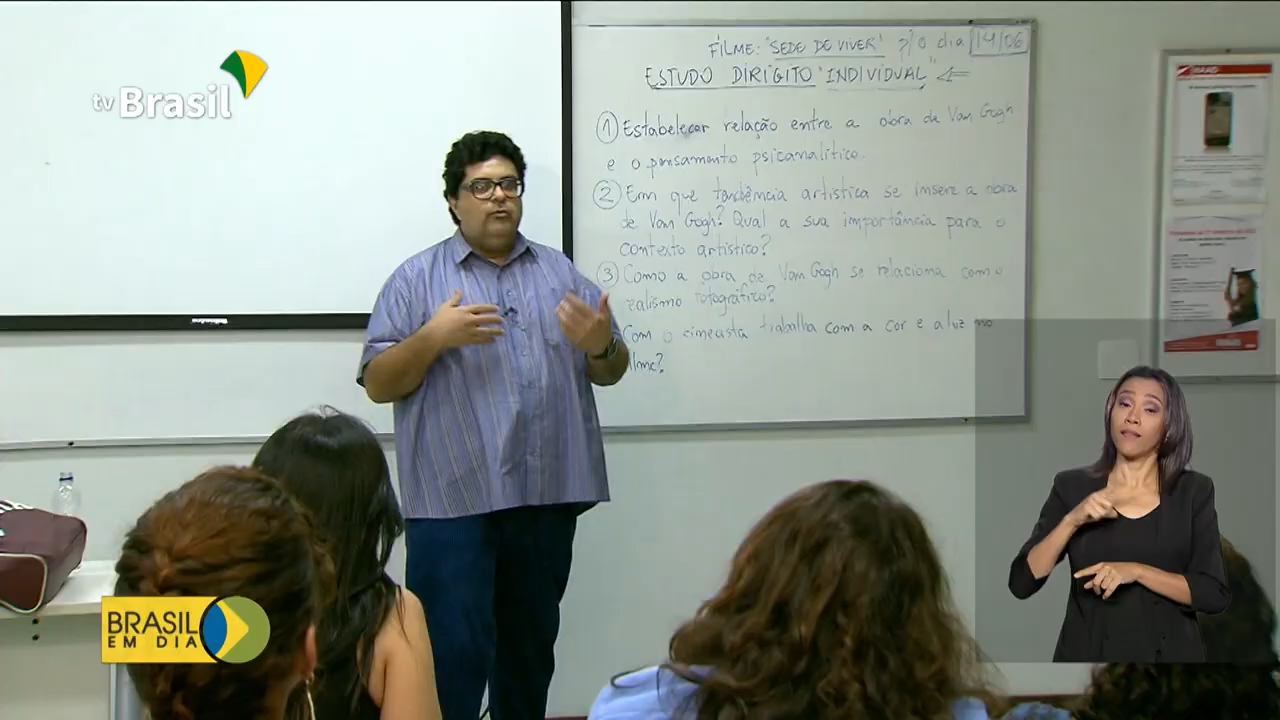 tv Brasil
FILME: "SEDE DE VIVER" p/ o dia 14/06
ESTUDO DIRIGITO "INDIVIDUAL"
① Estabelecer relação entre a obra de Van Gogh
e o pensamento psicanalítico.
② Em que tendência artistica se insere a obra
de Van Gogh? Qual a sua importância para o
contexto artístico?
③ Como a obra de Van Gogh se relaciona com o
realismo fotográfico?
Com o cineasta trabalha com a cor e a luz no
filme?
BRASIL
EM DIA